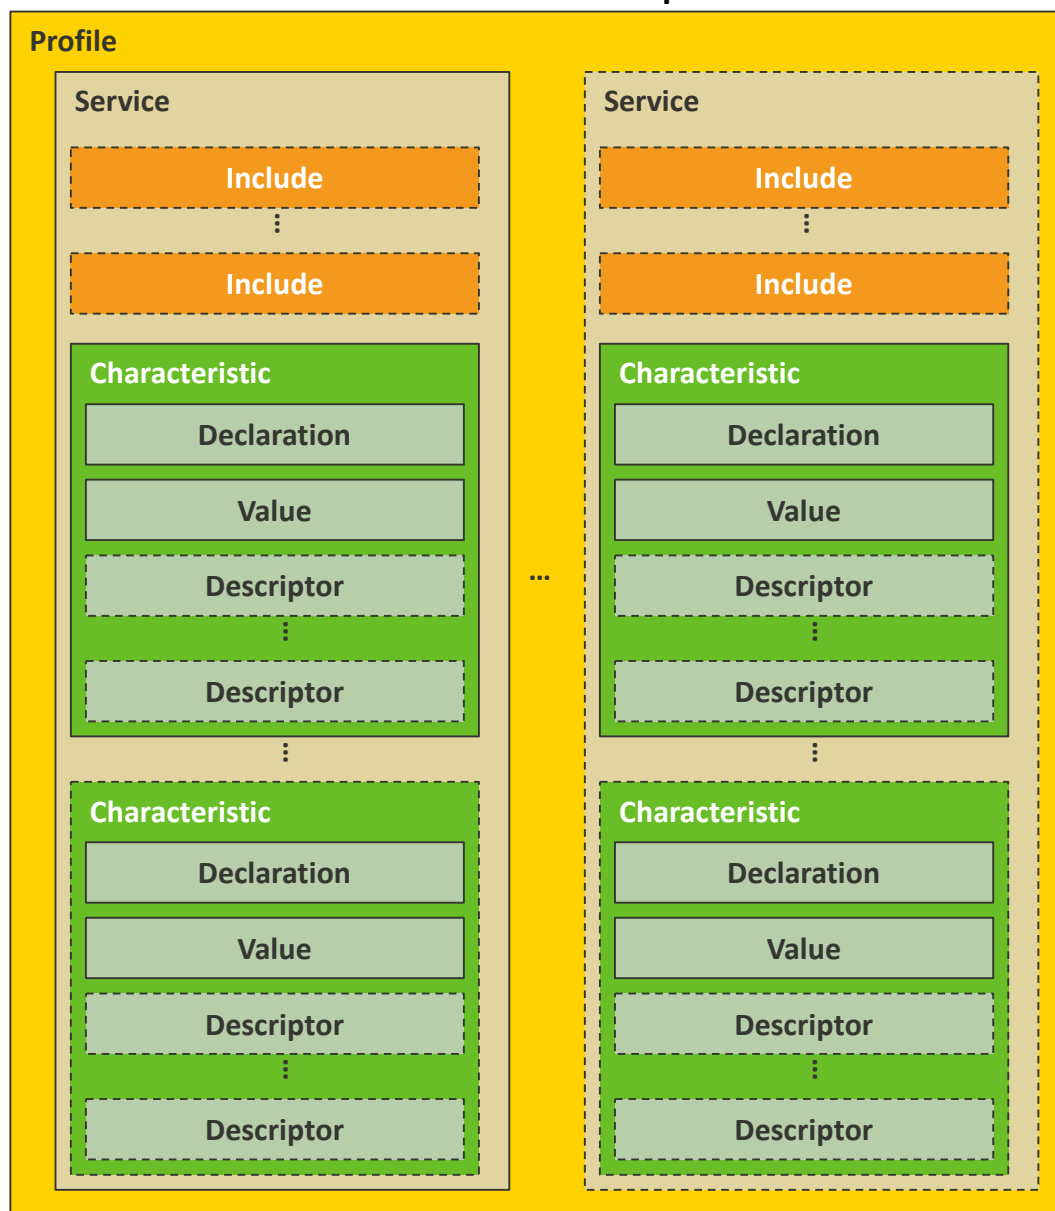 Profile
Service
Include
...
Include
Characteristic
Declaration
Value
Descriptor
...
Descriptor
...
Characteristic
Declaration
Value
Descriptor
...
Descriptor
...
Service
Include
...
Include
Characteristic
Declaration
Value
Descriptor
...
Descriptor
...
Characteristic
Declaration
Value
Descriptor
...
Descriptor